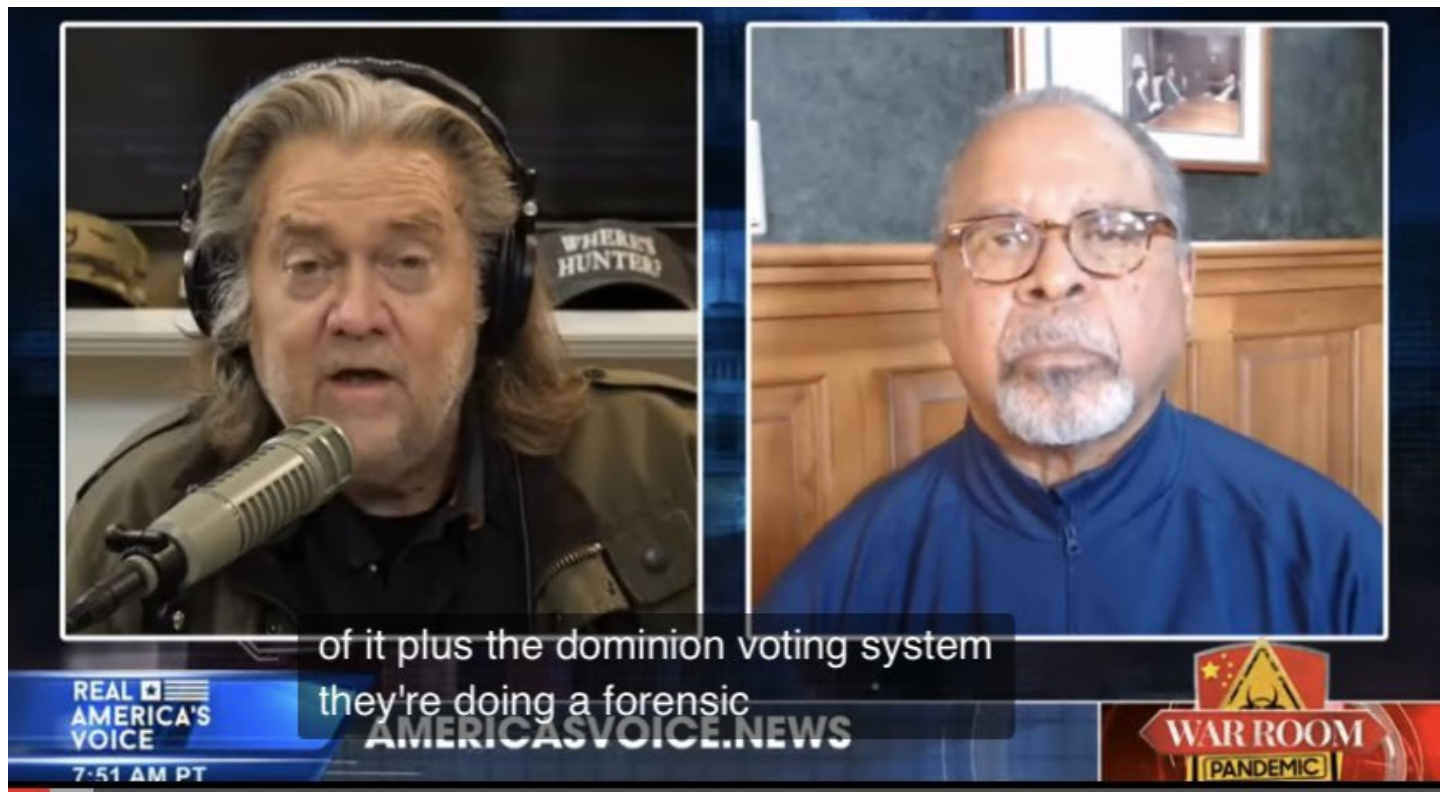 WHERE'S
HUNTER?
of it plus the dominion voting system
they're doing a forensic
REAL
AMERICA'S
VOICE
AMERICASVOICE.NEWS
7:51 AM PT
WAR ROOM
PANDEMIC